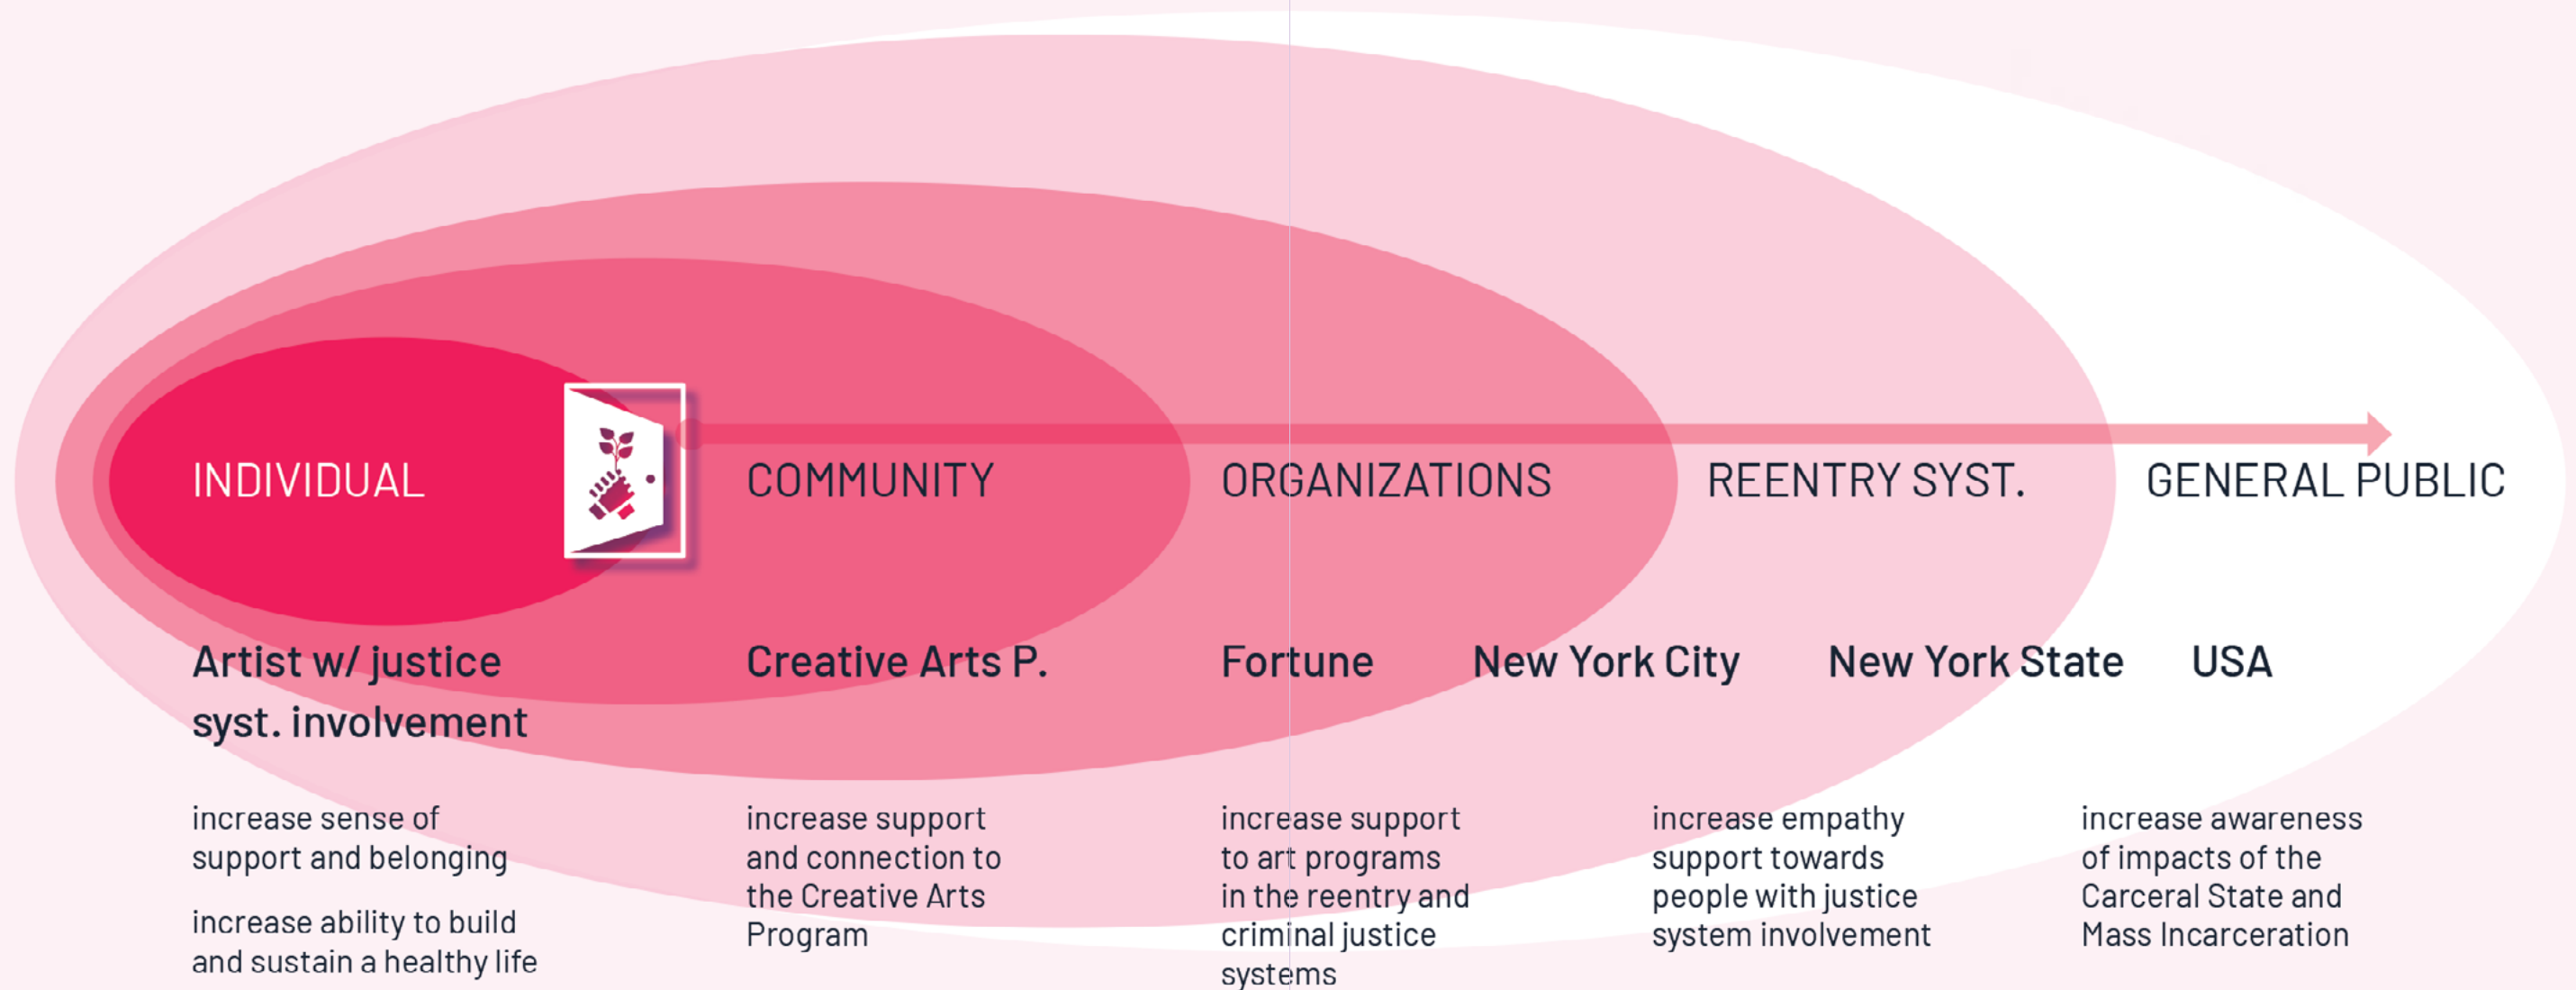 INDIVIDUAL
COMMUNITY
ORGANIZATIONS
REENTRY SYST.
GENERAL PUBLIC
Artist w/ justice
syst. involvement
Creative Arts P.
Fortune
New York City
New York State
USA
increase sense of
support and belonging
increase ability to build
and sustain a healthy life
increase support
and connection to
the Creative Arts
Program
increase support
to art programs
in the reentry and
criminal justice
systems
increase empathy
support towards
people with justice
system involvement
increase awareness
of impacts of the
Carceral State and
Mass Incarceration